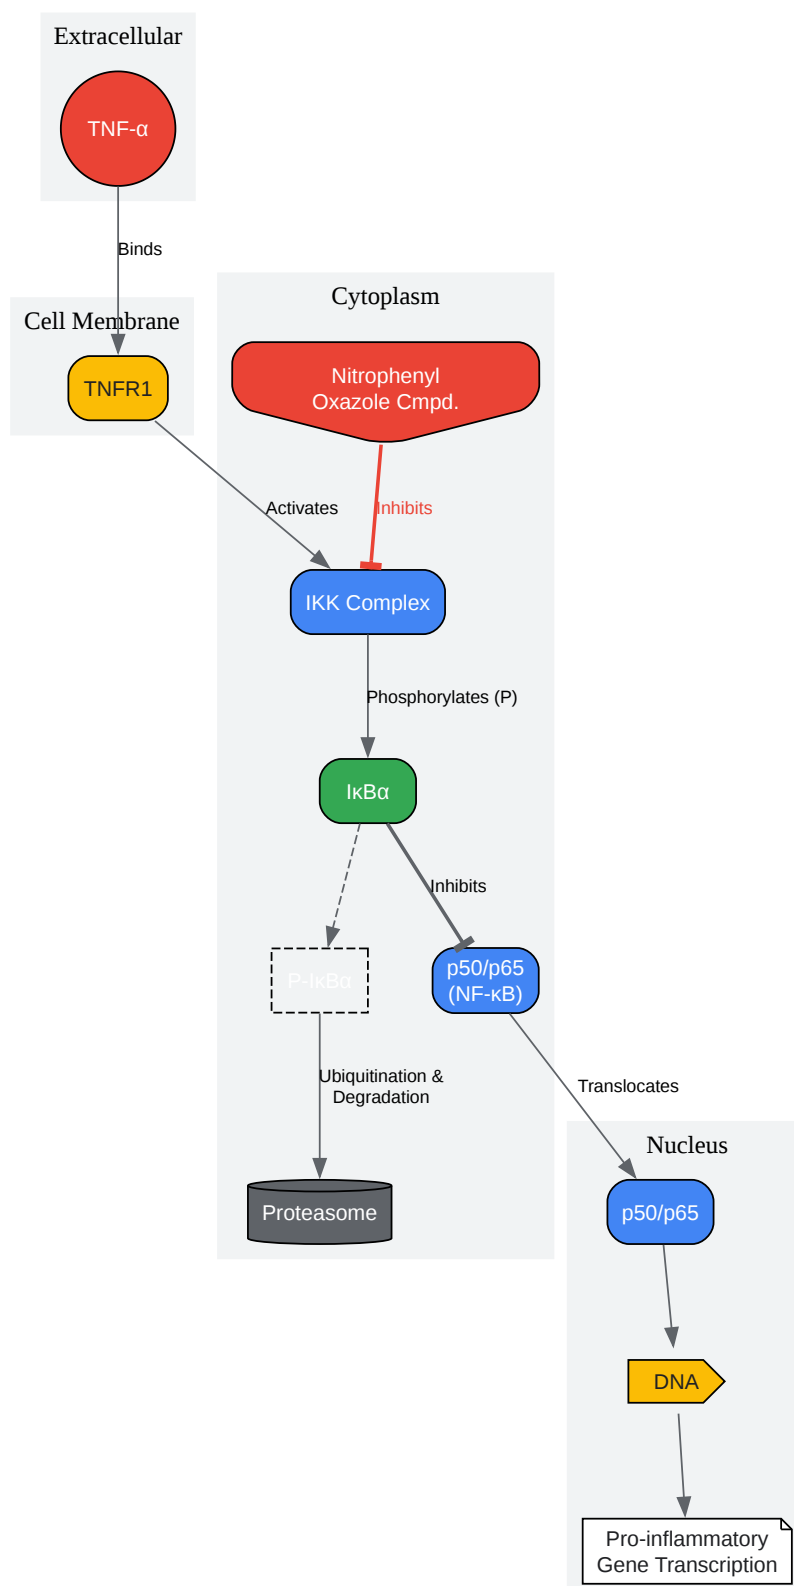 Extracellular
TNF-α
Binds
Cell Membrane
TNFR1
Cytoplasm
Nitrophenyl
Oxazole Cmpd.
Activates
Inhibits
IKK Complex
Phosphorylates (P)
IκBα
Inhibits
P-IκBα
p50/p65
(NF-κB)
Ubiquitination &
Degradation
Translocates
Proteasome
Nucleus
p50/p65
DNA
Pro-inflammatory
Gene Transcription